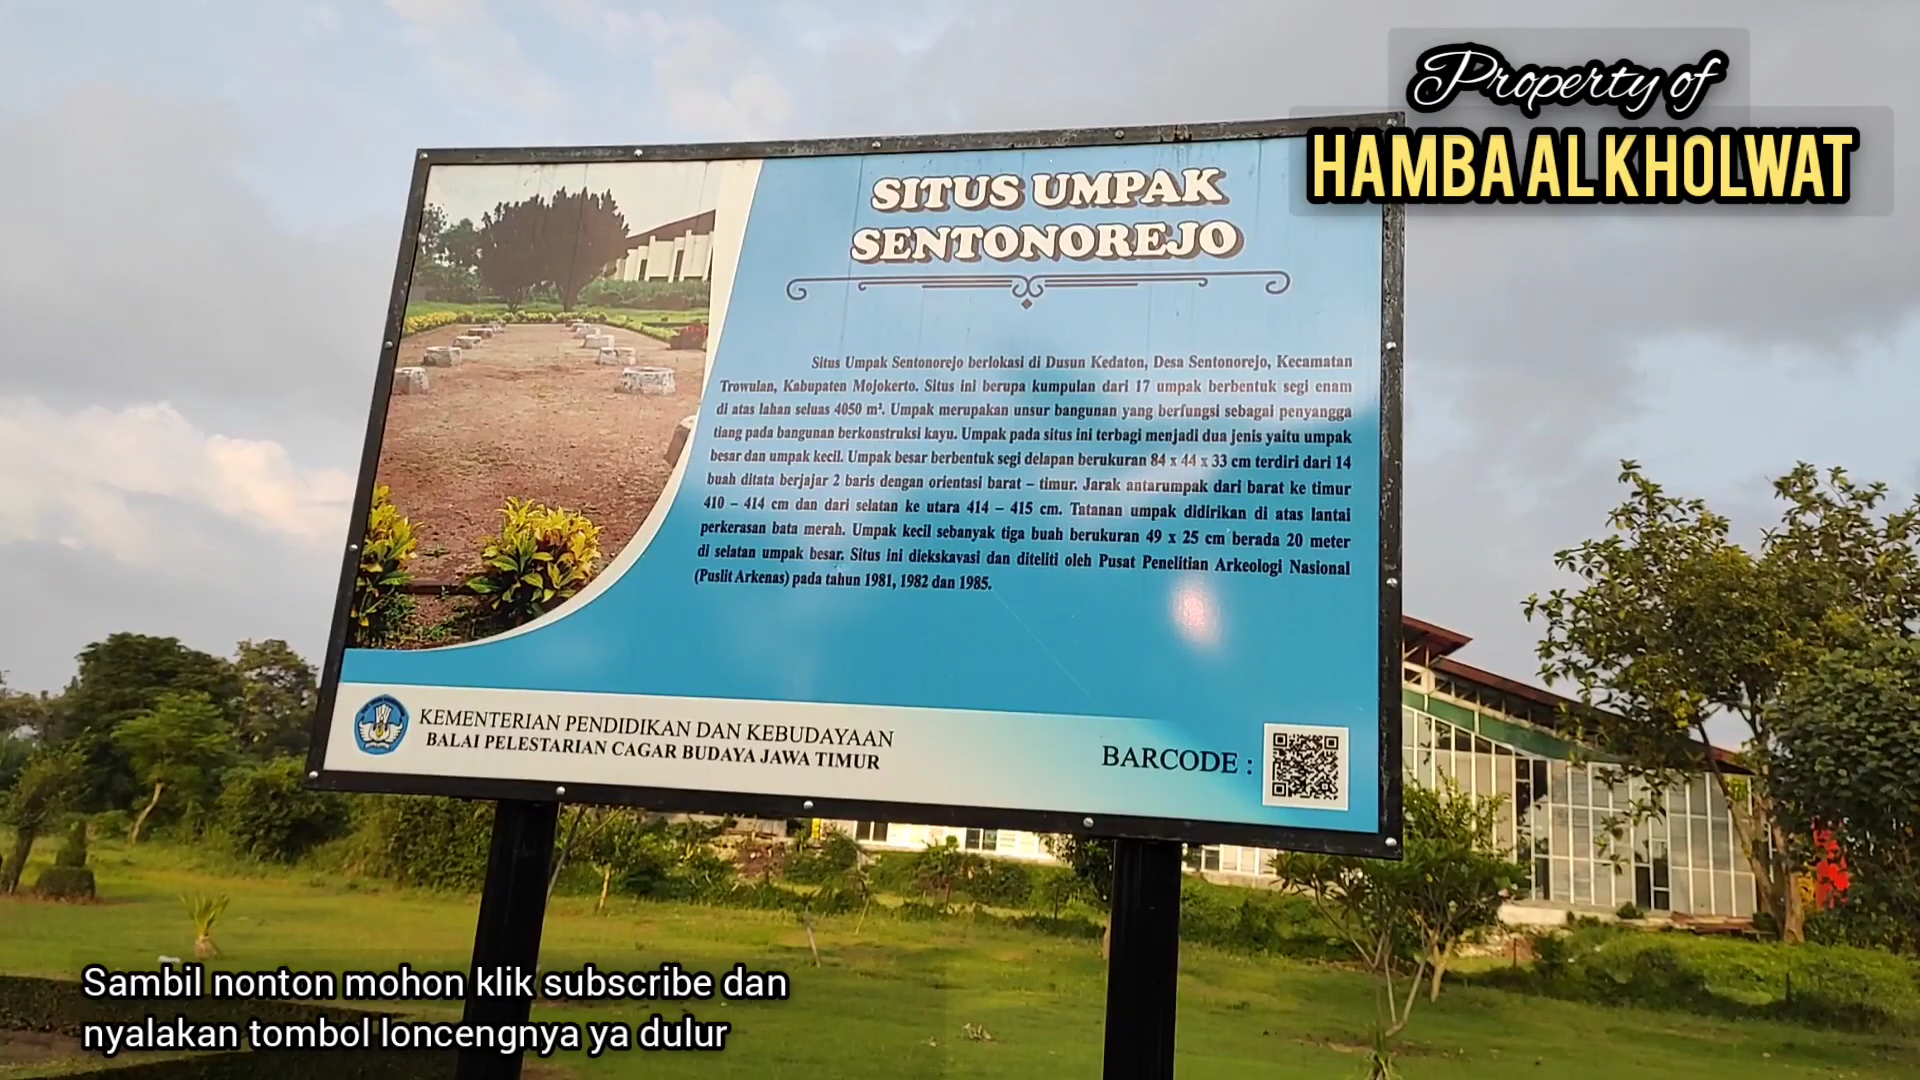 Property of
HAMBA AL KHOLWAT
SITUS UMPAK
SENTONOREJO
Situs Umpak Sentonorejo berlokasi di Dusun Kedaton, Desa Sentonorejo, Kecamatan
Trowulan, Kabupaten Mojokerto. Situs ini berupa kumpulan dari 17 umpak berbentuk segi enam
di atas lahan seluas 4050 m². Umpak merupakan unsur bangunan yang berfungsi sebagai penyangga
tiang pada bangunan berkonstruksi kayu. Umpak pada situs ini terbagi menjadi dua jenis yaitu umpak
besar dan umpak kecil. Umpak besar berbentuk segi delapan berukuran 84 x 44 x 33 cm terdiri dari 14
buah ditata berjajar 2 baris dengan orientasi barat – timur. Jarak antarumpak dari barat ke timur
410 – 414 cm dan dari selatan ke utara 414 – 415 cm. Tatanan umpak didirikan di atas lantai
perkerasan bata merah. Umpak kecil sebanyak tiga buah berukuran 49 x 25 cm berada 20 meter
di selatan umpak besar. Situs ini diekskavasi dan diteliti oleh Pusat Penelitian Arkeologi Nasional
(Puslit Arkenas) pada tahun 1981, 1982 dan 1985.
KEMENTERIAN PENDIDIKAN DAN KEBUDAYAAN
BALAI PELESTARIAN CAGAR BUDAYA JAWA TIMUR
BARCODE :
Sambil nonton mohon klik subscribe dan
nyalakan tombol loncengnya ya dulur